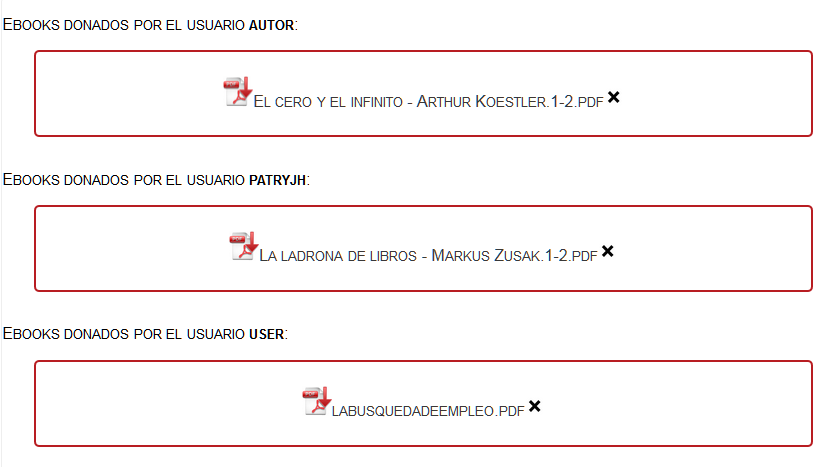 Ebooks donados por el usuario autor:
El cero y el infinito - Arthur Koestler.1-2.pdf
Ebooks donados por el usuario patryjh:
La ladrona de libros - Markus Zusak.1-2.pdf
Ebooks donados por el usuario user:
labusquedadeempleo.pdf